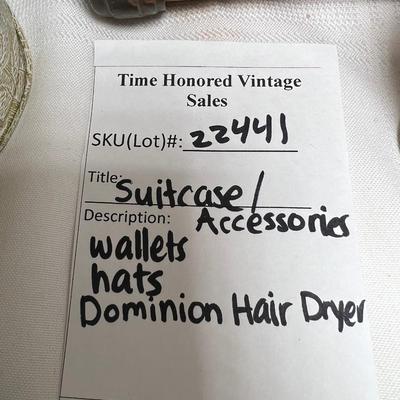 Time Honored Vintage
Sales
SKU(Lot)#: 22441
Title: Suitcase/
Description: Accessories
wallets
hats
Dominion Hair Dryer